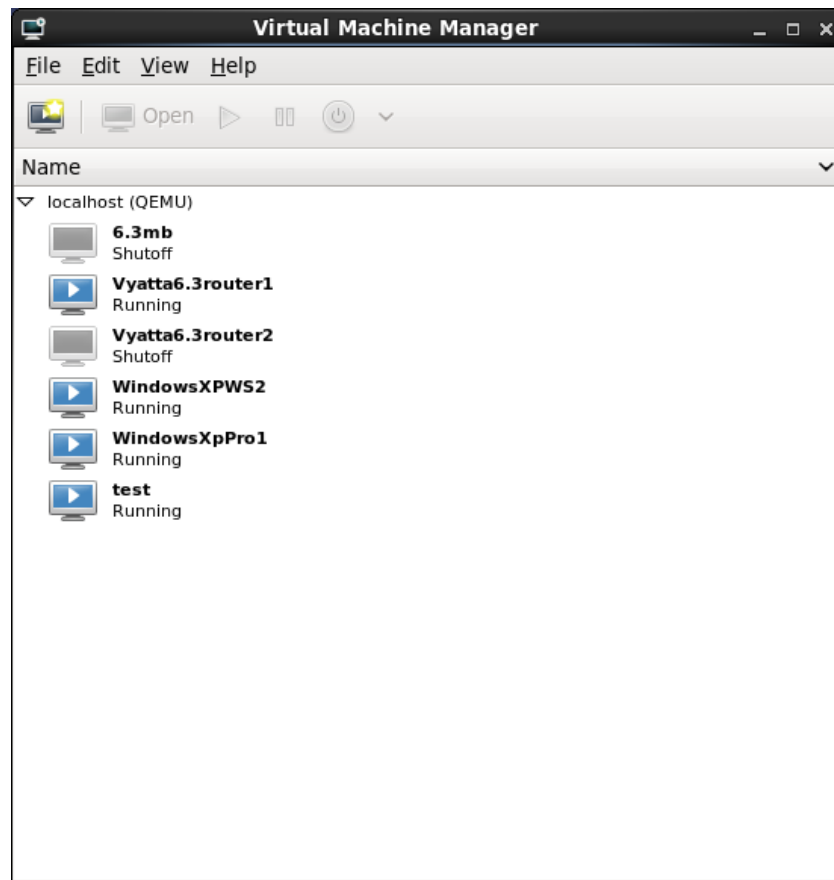 Virtual Machine Manager
File Edit View Help
Open
Name
localhost (QEMU)
6.3mb
Shutoff
Vyatta6.3router1
Running
Vyatta6.3router2
Shutoff
WindowsXPWS2
Running
WindowsXpPro1
Running
test
Running